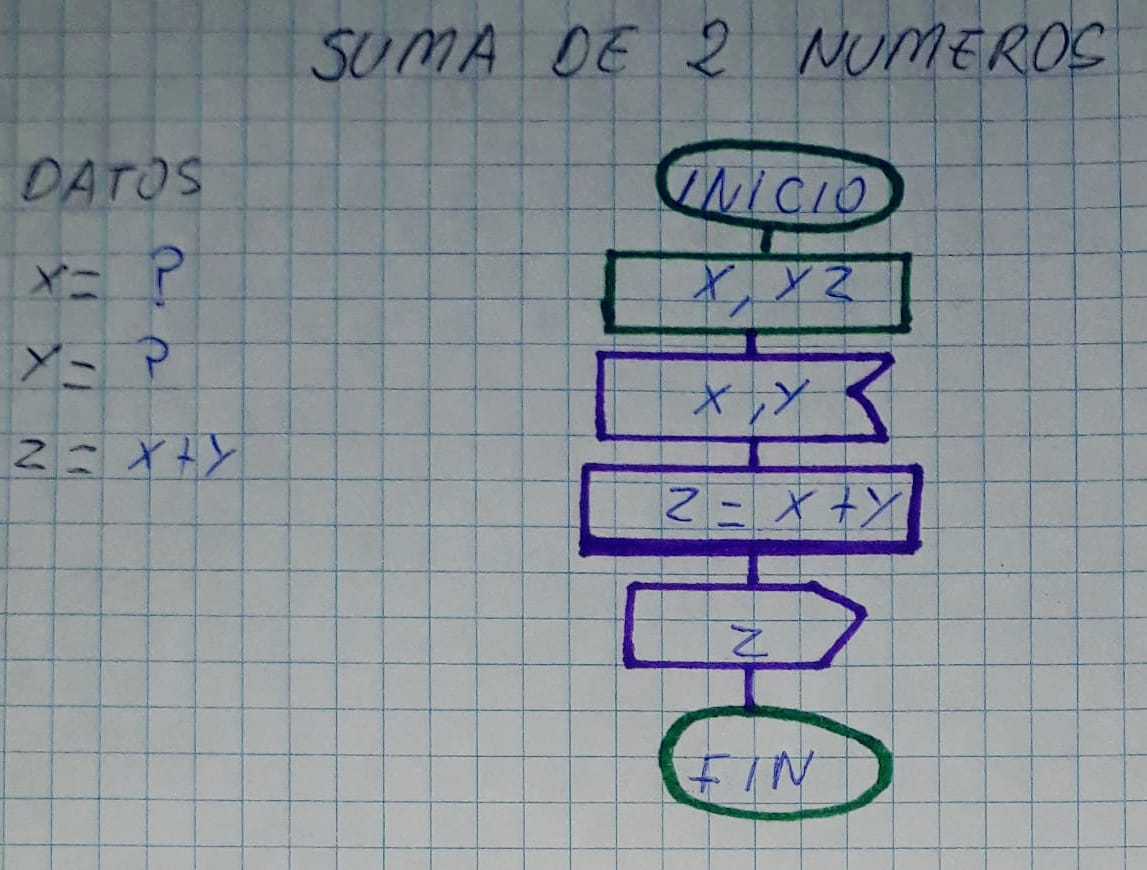 SUMA DE 2 NUMEROS
DATOS
X= ?
Y= ?
Z= X+Y
INICIO
X, Y Z
X ,Y
Z= X+Y
Z
FIN